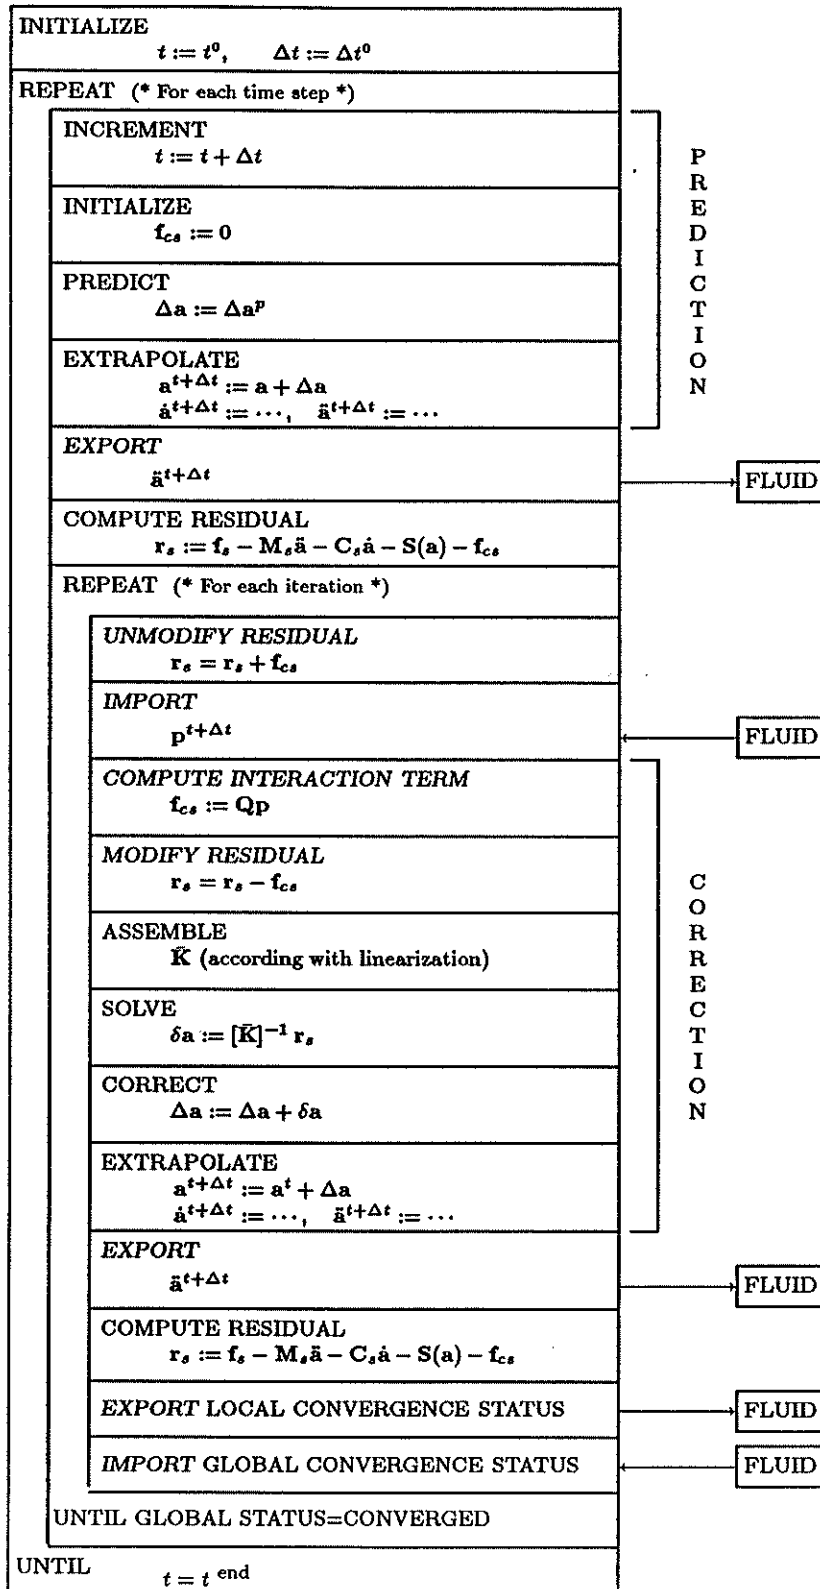 INITIALIZE
t := t⁰, Δt := Δt⁰
REPEAT (* For each time step *)
INCREMENT
t := t + Δt
INITIALIZE
f_cs := 0
PREDICT
Δa := Δaᵖ
EXTRAPOLATE
a^{t+Δt} := a + Δa
ȧ^{t+Δt} := ⋯, ä^{t+Δt} := ⋯
PREDICTION
EXPORT
ä^{t+Δt}
FLUID
COMPUTE RESIDUAL
r_s := f_s − M_s ä − C_s ȧ − S(a) − f_cs
REPEAT (* For each iteration *)
UNMODIFY RESIDUAL
r_s = r_s + f_cs
IMPORT
p^{t+Δt}
FLUID
COMPUTE INTERACTION TERM
f_cs := Qp
MODIFY RESIDUAL
r_s = r_s − f_cs
ASSEMBLE
K̄ (according with linearization)
SOLVE
δa := [K̄]⁻¹ r_s
CORRECT
Δa := Δa + δa
EXTRAPOLATE
a^{t+Δt} := a^t + Δa
ȧ^{t+Δt} := ⋯, ä^{t+Δt} := ⋯
CORRECTION
EXPORT
ä^{t+Δt}
FLUID
COMPUTE RESIDUAL
r_s := f_s − M_s ä − C_s ȧ − S(a) − f_cs
EXPORT LOCAL CONVERGENCE STATUS
FLUID
IMPORT GLOBAL CONVERGENCE STATUS
FLUID
UNTIL GLOBAL STATUS=CONVERGED
UNTIL
t = t^{end}